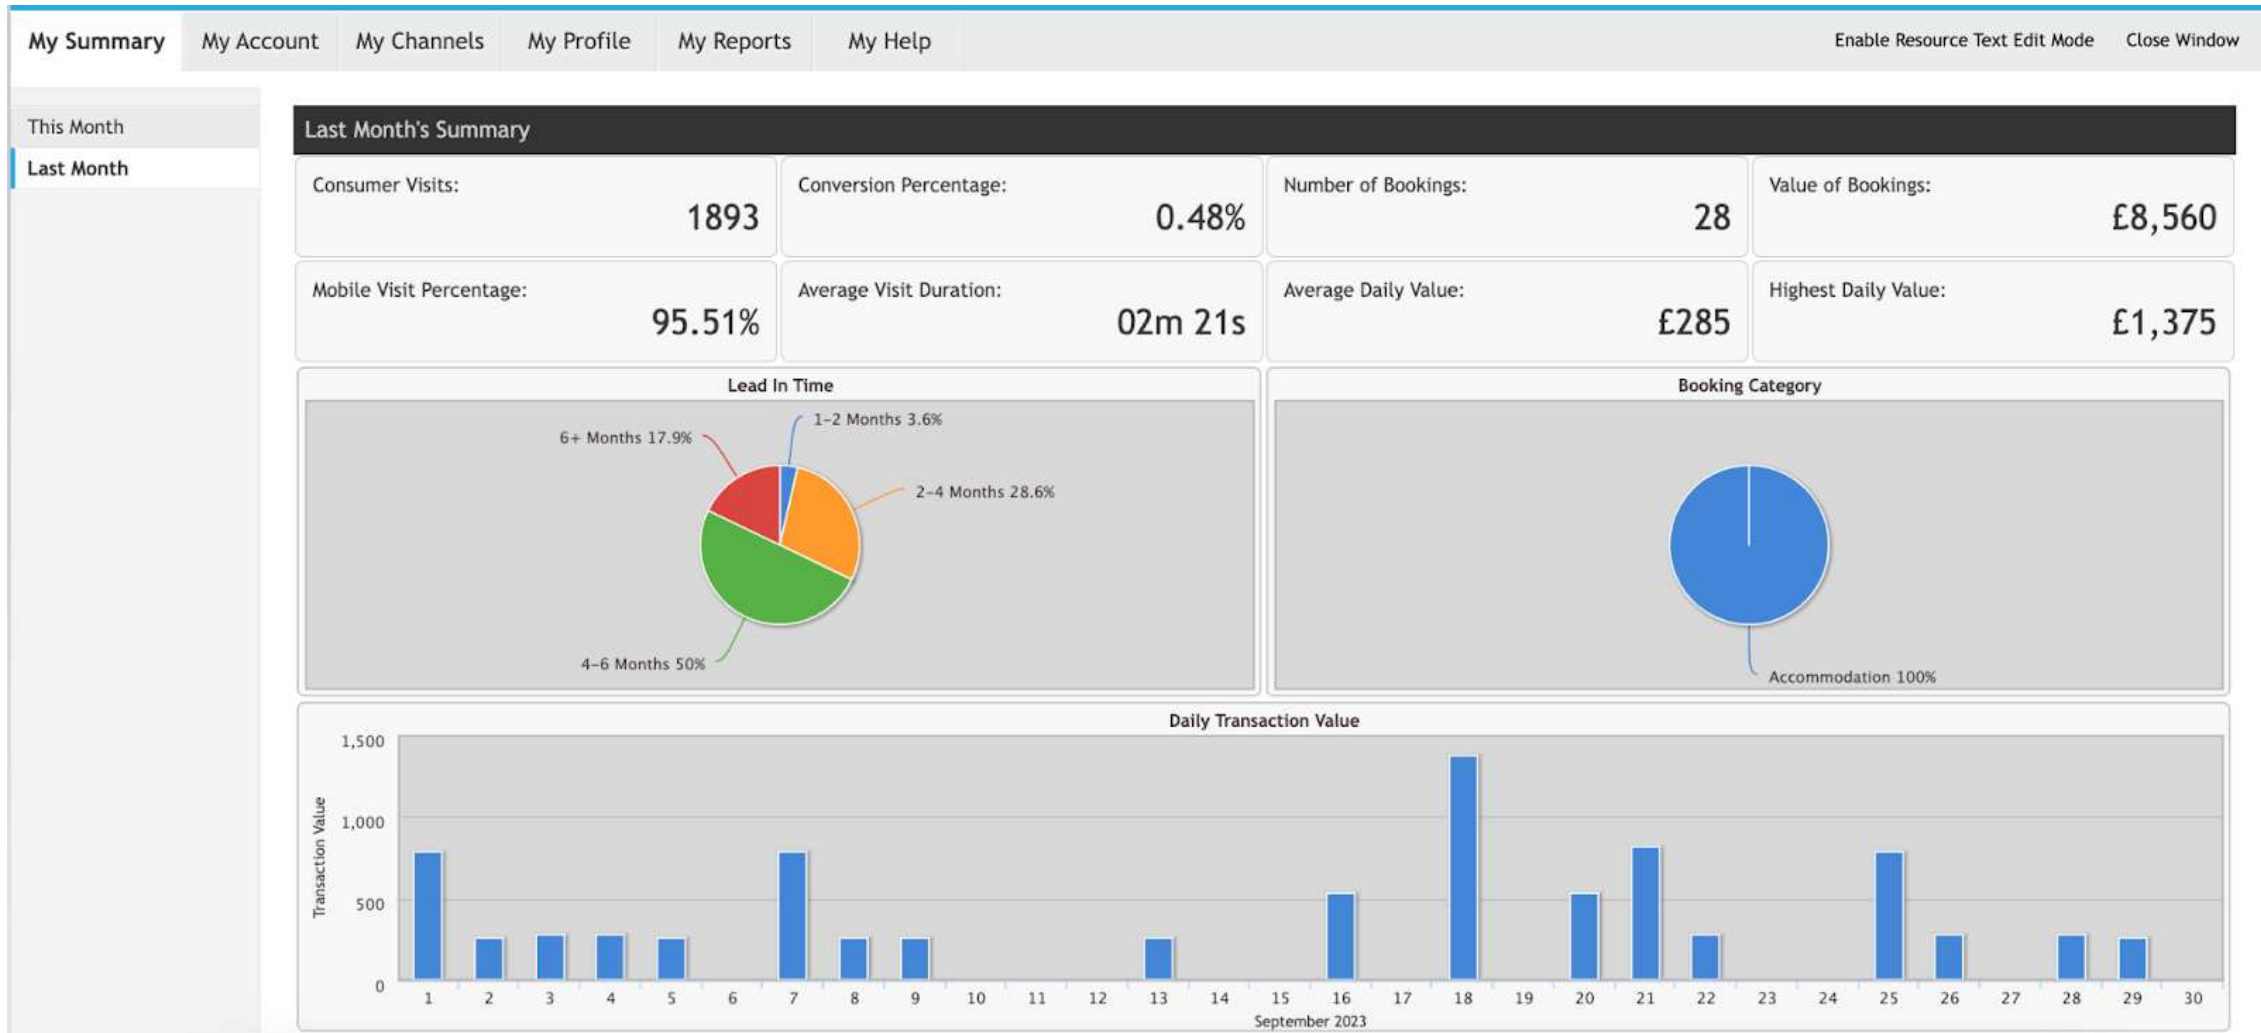 My Summary My Account My Channels My Profile My Reports My Help Enable Resource Text Edit Mode Close Window
This Month
Last Month
Last Month's Summary
Consumer Visits: Conversion Percentage: Number of Bookings: Value of Bookings:
1893 0.48% 28 £8,560
Mobile Visit Percentage: Average Visit Duration: Average Daily Value: Highest Daily Value:
95.51% 02m 21s £285 £1,375
Lead In Time
1-2 Months 3.6%
6+ Months 17.9%
2-4 Months 28.6%
4-6 Months 50%
Booking Category
Accommodation 100%
Daily Transaction Value
Transaction Value
1,500
1,000
500
0
1 2 3 4 5 6 7 8 9 10 11 12 13 14 15 16 17 18 19 20 21 22 23 24 25 26 27 28 29 30
September 2023